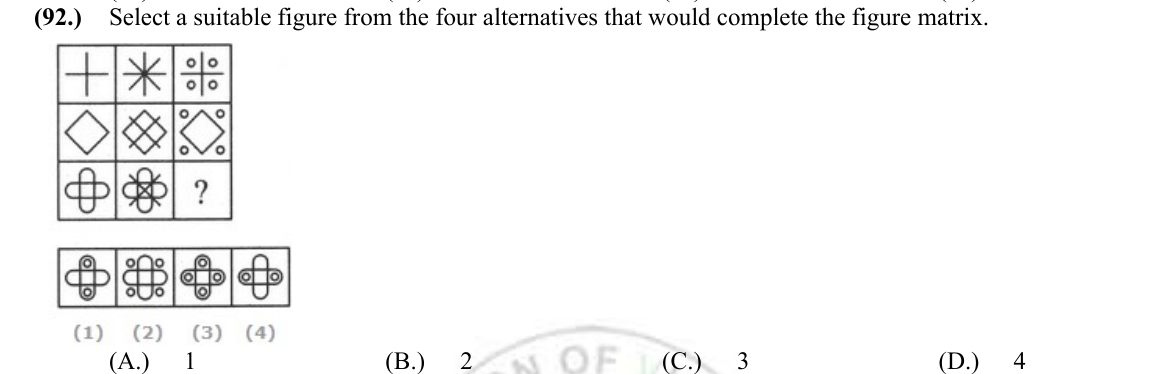 (92.) Select a suitable figure from the four alternatives that would complete the figure matrix.
?
(1) (2) (3) (4)
(A.) 1 (B.) 2 (C.) 3 (D.) 4
OF